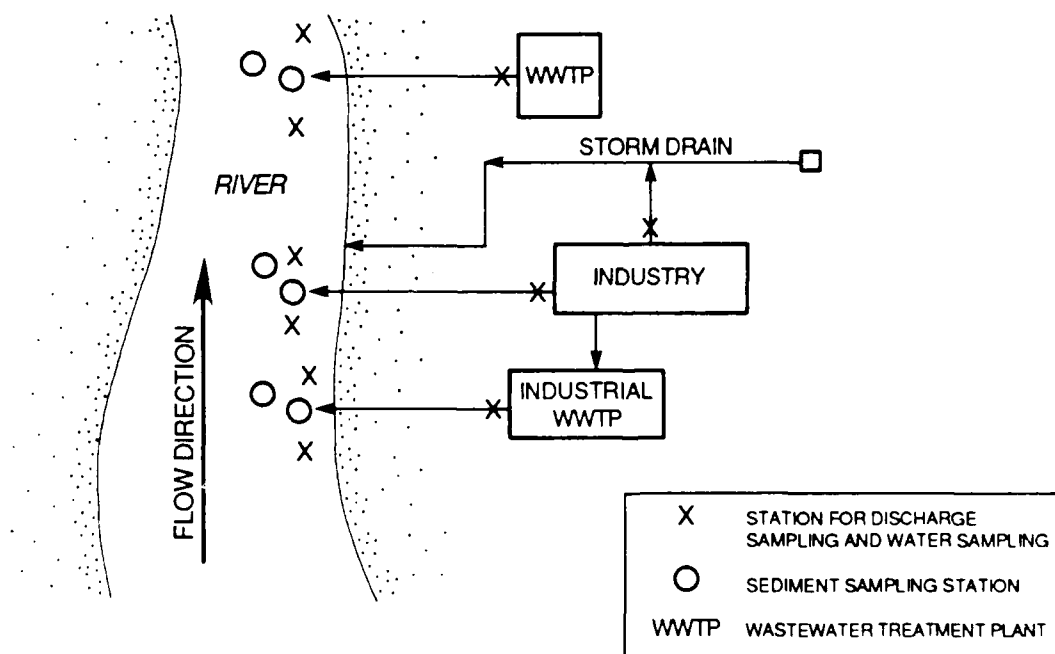 WWTP
STORM DRAIN
RIVER
INDUSTRY
FLOW DIRECTION
INDUSTRIAL
WWTP
X STATION FOR DISCHARGE
SAMPLING AND WATER SAMPLING
SEDIMENT SAMPLING STATION
WWTP WASTEWATER TREATMENT PLANT